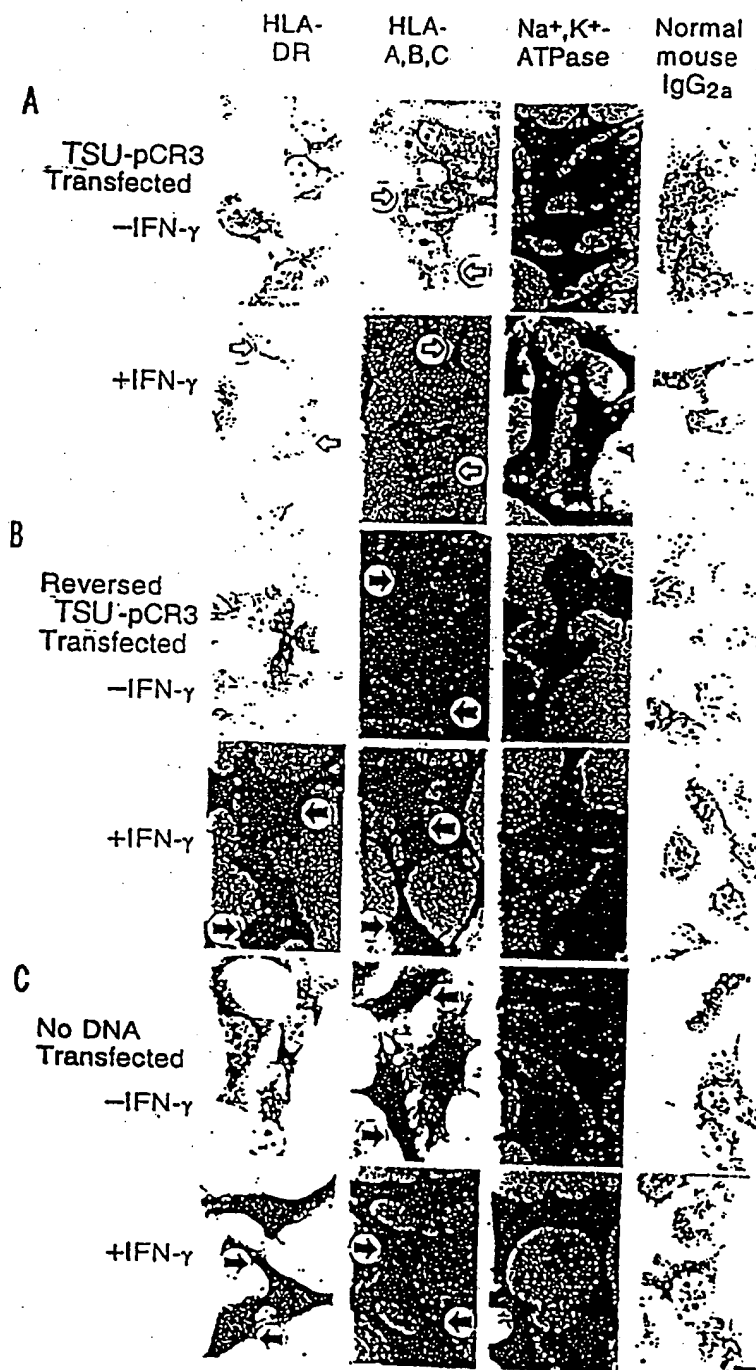 HLA-
DR
HLA-
A,B,C
Na+,K+-
ATPase
Normal
mouse
IgG2a
A
TSU-pCR3
Transfected
−IFN-γ
+IFN-γ
B
Reversed
TSU-pCR3
Transfected
−IFN-γ
+IFN-γ
C
No DNA
Transfected
−IFN-γ
+IFN-γ